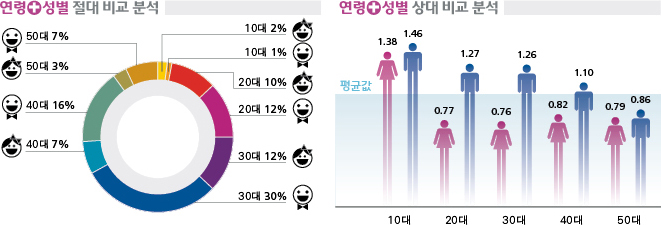 연령+성별 절대 비교 분석
50대 7%
50대 3%
40대 16%
40대 7%
10대 2%
10대 1%
20대 10%
20대 12%
30대 12%
30대 30%
연령+성별 상대 비교 분석
평균값
1.38
1.46
0.77
1.27
0.76
1.26
0.82
1.10
0.79
0.86
10대
20대
30대
40대
50대